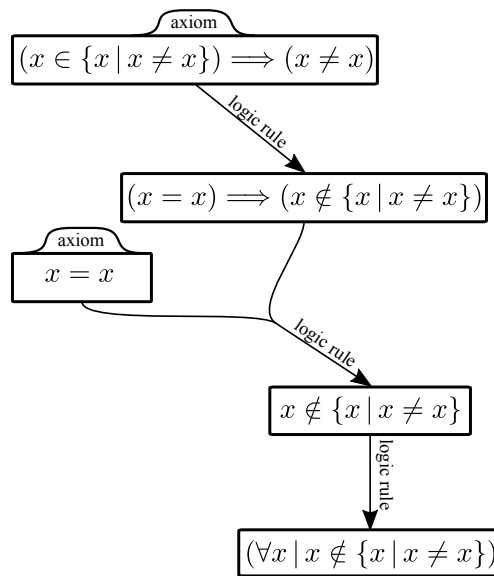 axiom
(x ∈ {x | x ≠ x}) ⟹ (x ≠ x)
logic rule
(x = x) ⟹ (x ∉ {x | x ≠ x})
axiom
x = x
logic rule
x ∉ {x | x ≠ x}
logic rule
(∀x | x ∉ {x | x ≠ x})